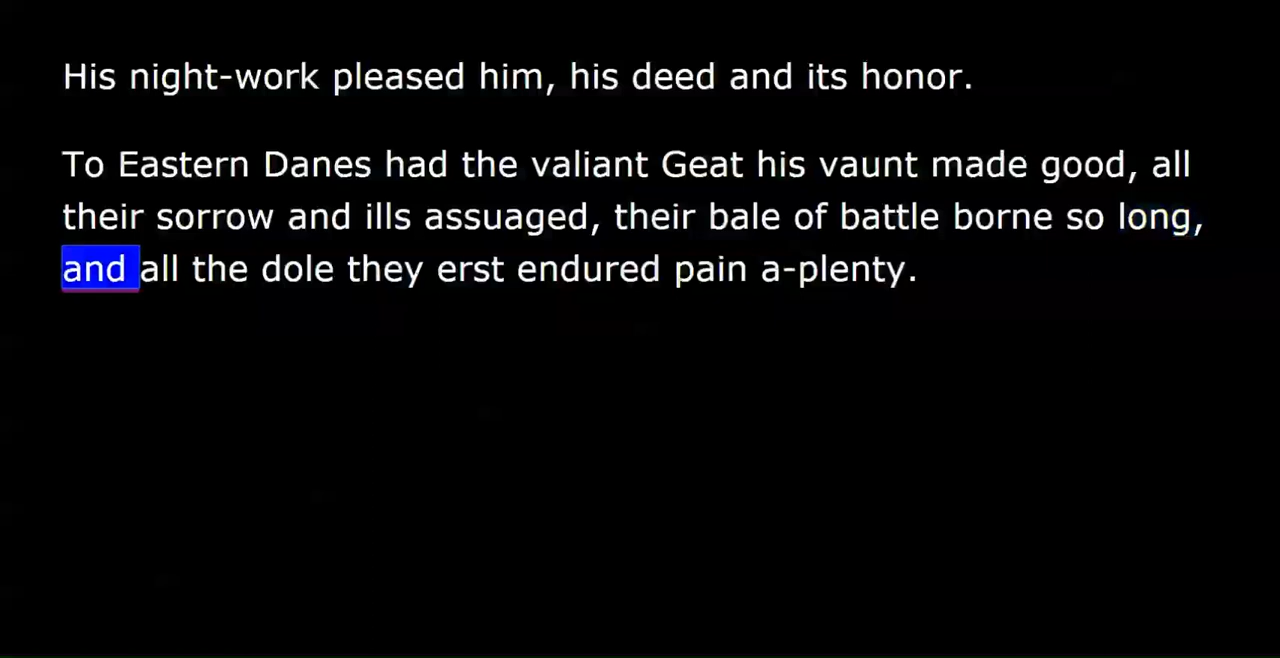 His night-work pleased him, his deed and its honor.
To Eastern Danes had the valiant Geat his vaunt made good, all
their sorrow and ills assuaged, their bale of battle borne so long,
and all the dole they erst endured pain a-plenty.